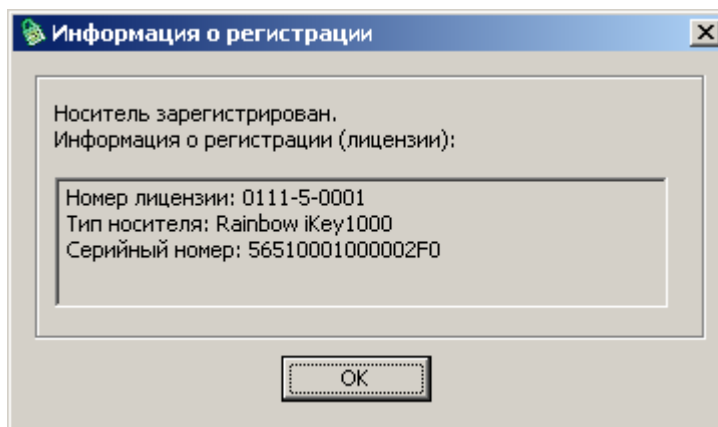 Информация о регистрации
Носитель зарегистрирован.
Информация о регистрации (лицензии):
Номер лицензии: 0111-5-0001
Тип носителя: Rainbow iKey1000
Серийный номер: 56510001000002F0
OK